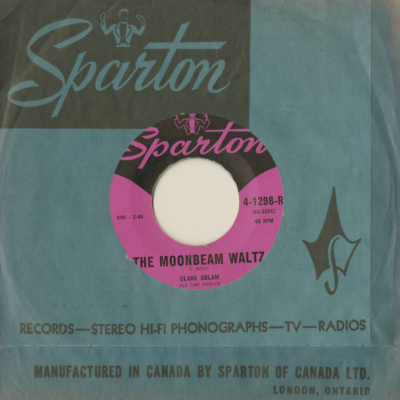 Sparton
Sparton
4-1296-R
45 RPM
THE MOONBEAM WALTZ
CLARE ADLAM
RECORDS—STEREO HI-FI PHONOGRAPHS—TV—RADIOS
MANUFACTURED IN CANADA BY SPARTON OF CANADA LTD.
LONDON, ONTARIO